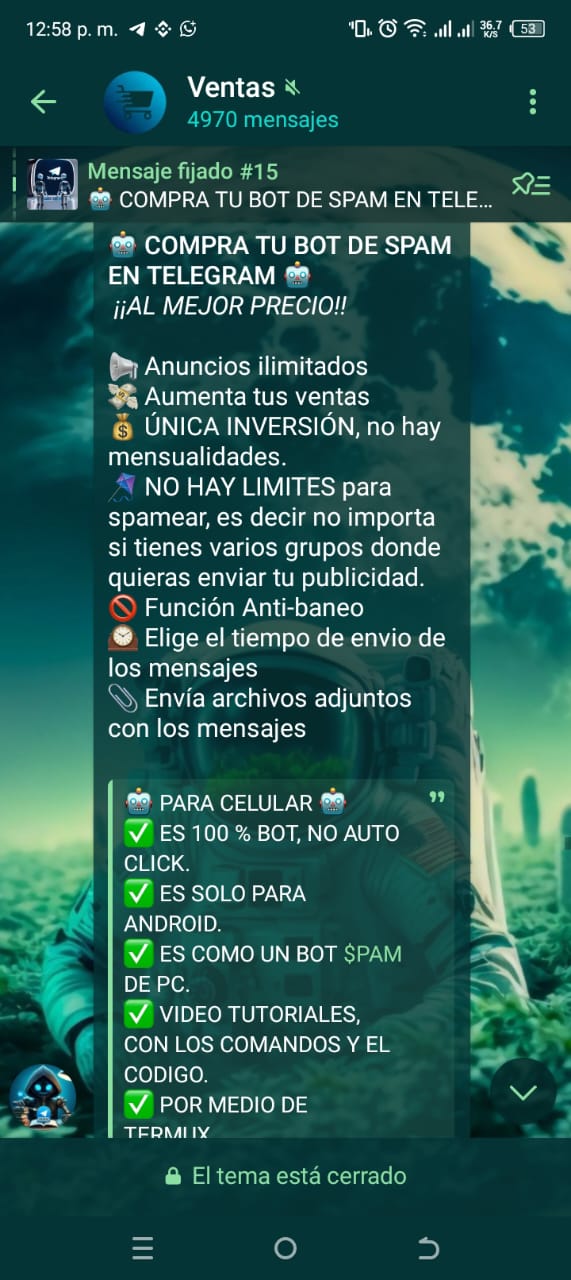 12:58 p. m.
36.7
K/S
53
Ventas
4970 mensajes
Mensaje fijado #15
🤖 COMPRA TU BOT DE SPAM EN TELE...
🤖 COMPRA TU BOT DE SPAM
EN TELEGRAM 🤖
¡¡AL MEJOR PRECIO!!
📢 Anuncios ilimitados
💸 Aumenta tus ventas
💰 ÚNICA INVERSIÓN, no hay
mensualidades.
🪁 NO HAY LIMITES para
spamear, es decir no importa
si tienes varios grupos donde
quieras enviar tu publicidad.
🚫 Función Anti-baneo
🕰 Elige el tiempo de envio de
los mensajes
📎 Envía archivos adjuntos
con los mensajes
🤖 PARA CELULAR 🤖
✅ ES 100 % BOT, NO AUTO
CLICK.
✅ ES SOLO PARA
ANDROID.
✅ ES COMO UN BOT $PAM
DE PC.
✅ VIDEO TUTORIALES,
CON LOS COMANDOS Y EL
CODIGO.
✅ POR MEDIO DE
TERMUX
El tema está cerrado